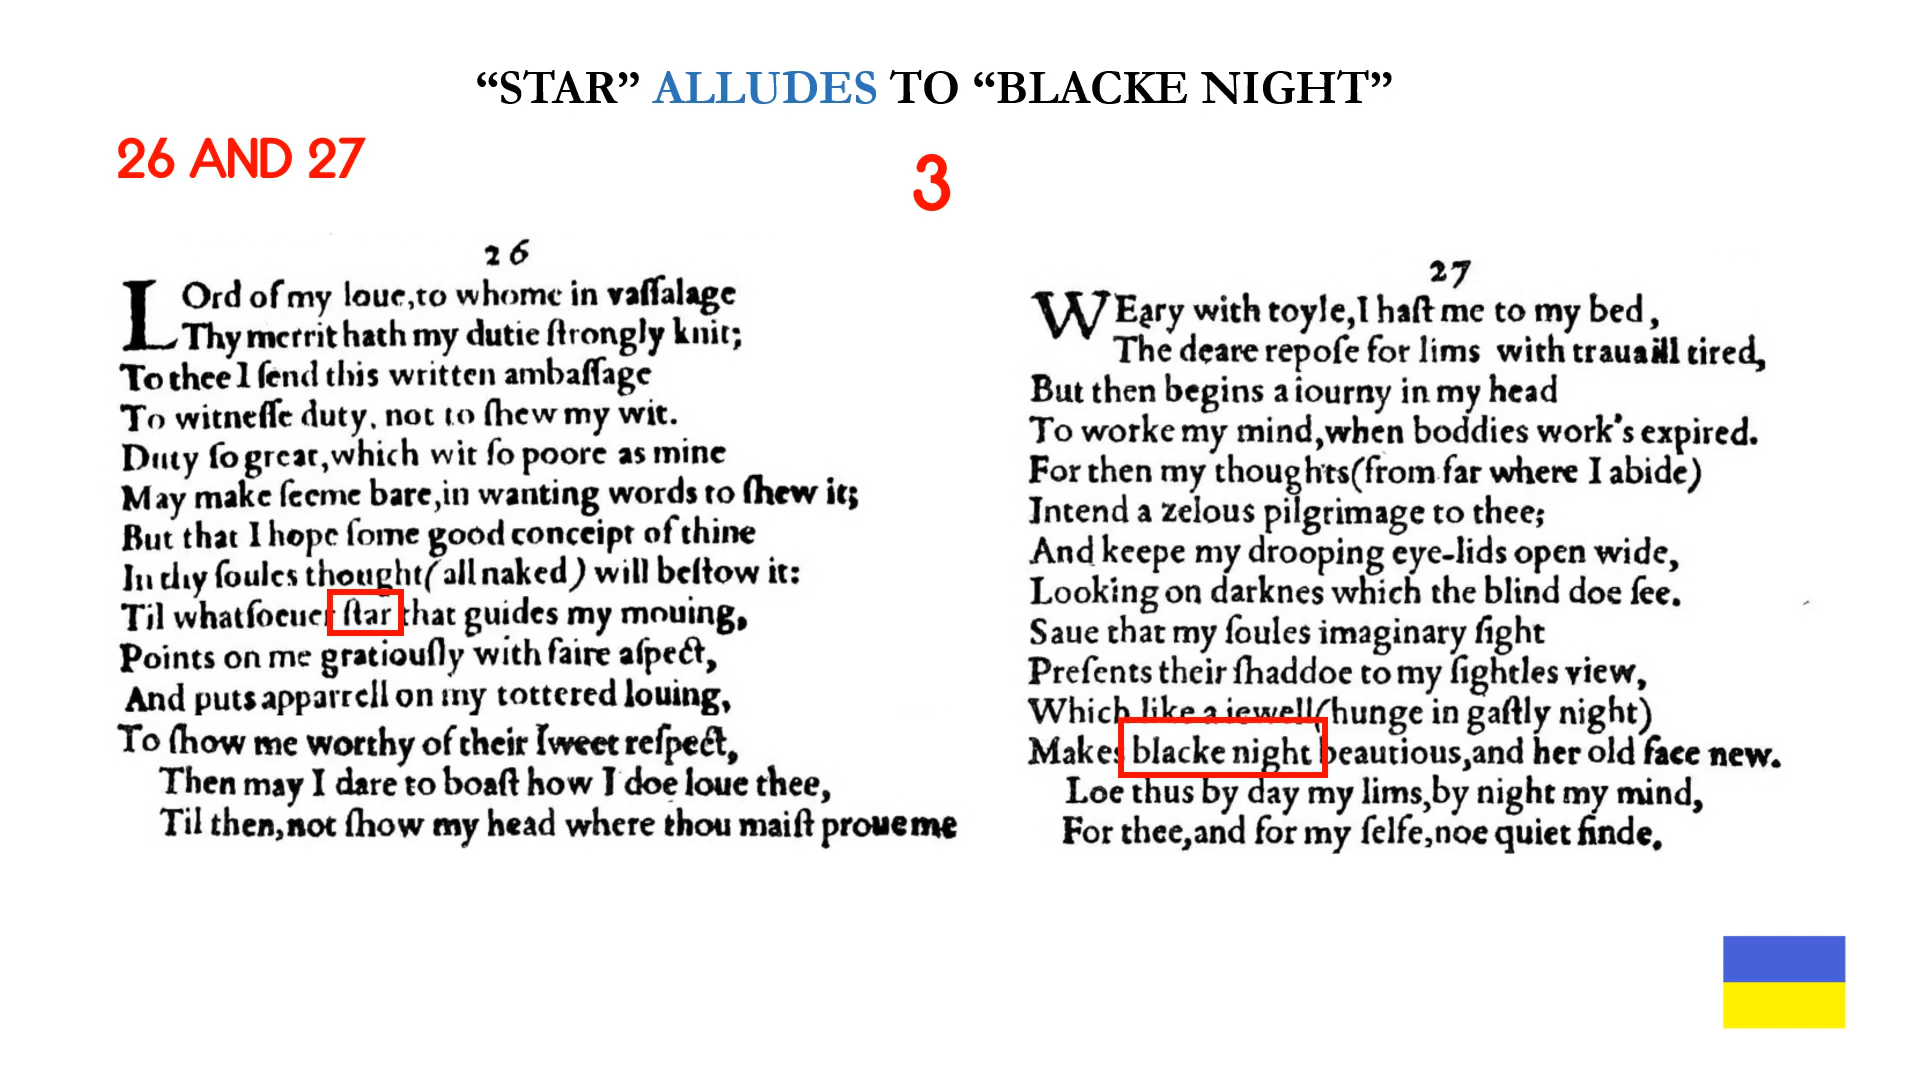 “STAR” ALLUDES TO “BLACKE NIGHT”
26 AND 27
3
26
LOrd of my loue,to whome in vaſſalage
Thy merrit hath my dutie ſtrongly knit;
To thee I ſend this written ambaſſage
To witneſſe duty, not to ſhew my wit.
Duty ſo great,which wit ſo poore as mine
May make ſeeme bare,in wanting words to ſhew it;
But that I hope ſome good conceipt of thine
In thy ſoules thought( all naked ) will beſtow it:
Til whatſoeuer ſtar that guides my mouing,
Points on me gratiouſly with faire aſpect,
And puts apparrell on my tottered louing,
To ſhow me worthy of their ſweet reſpect,
Then may I dare to boaſt how I doe loue thee,
Til then,not ſhow my head where thou maiſt proue me
27
WEary with toyle,I haſt me to my bed,
The deare repoſe for lims with trauaill tired,
But then begins a iourny in my head
To worke my mind,when boddies work's expired.
For then my thoughts(from far where I abide)
Intend a zelous pilgrimage to thee;
And keepe my drooping eye-lids open wide,
Looking on darknes which the blind doe ſee.
Saue that my ſoules imaginary ſight
Preſents their ſhaddoe to my ſightles view,
Which like a iewell(hunge in gaſtly night)
Makes blacke night beautious,and her old face new.
Loe thus by day my lims,by night my mind,
For thee,and for my ſelfe,noe quiet finde.